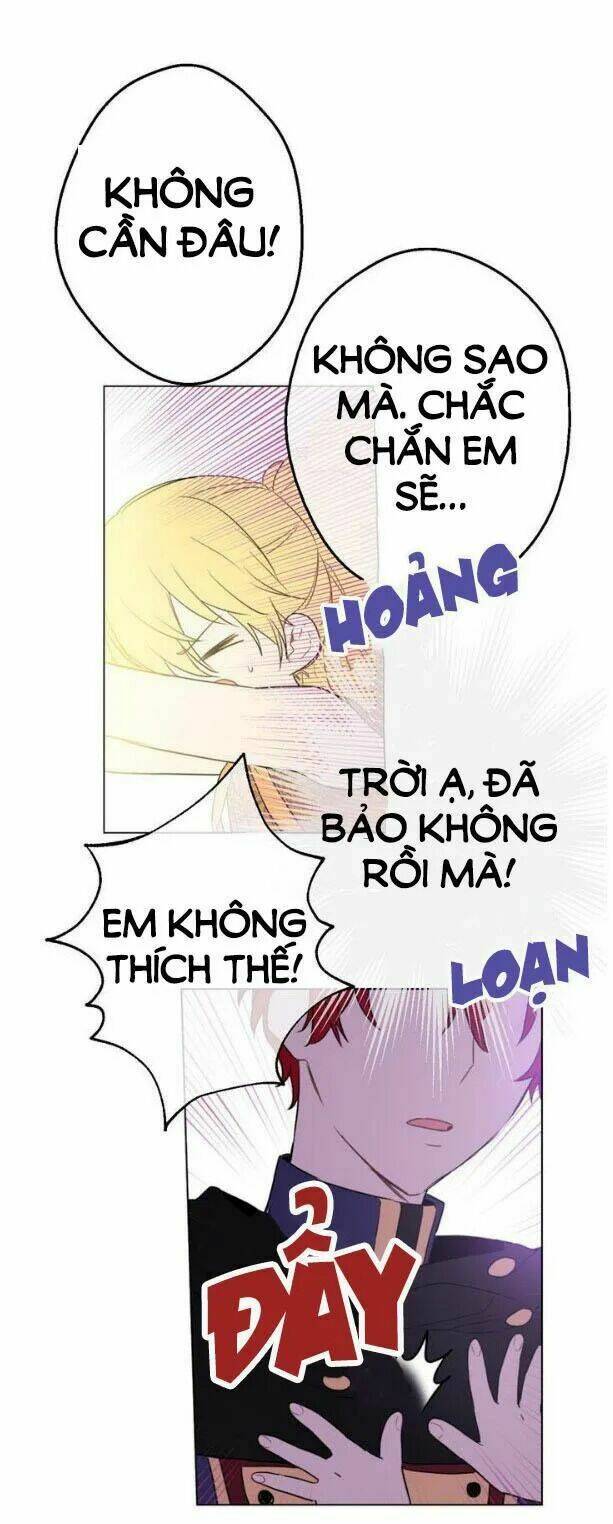 KHÔNG
CẦN ĐÂU!
KHÔNG SAO
MÀ. CHẮC
CHẮN EM
SẼ...
HOẢNG
TRỜI Ạ, ĐÃ
BẢO KHÔNG
RỒI MÀ!
EM KHÔNG
THÍCH THẾ!
LOẠN
ĐẨY